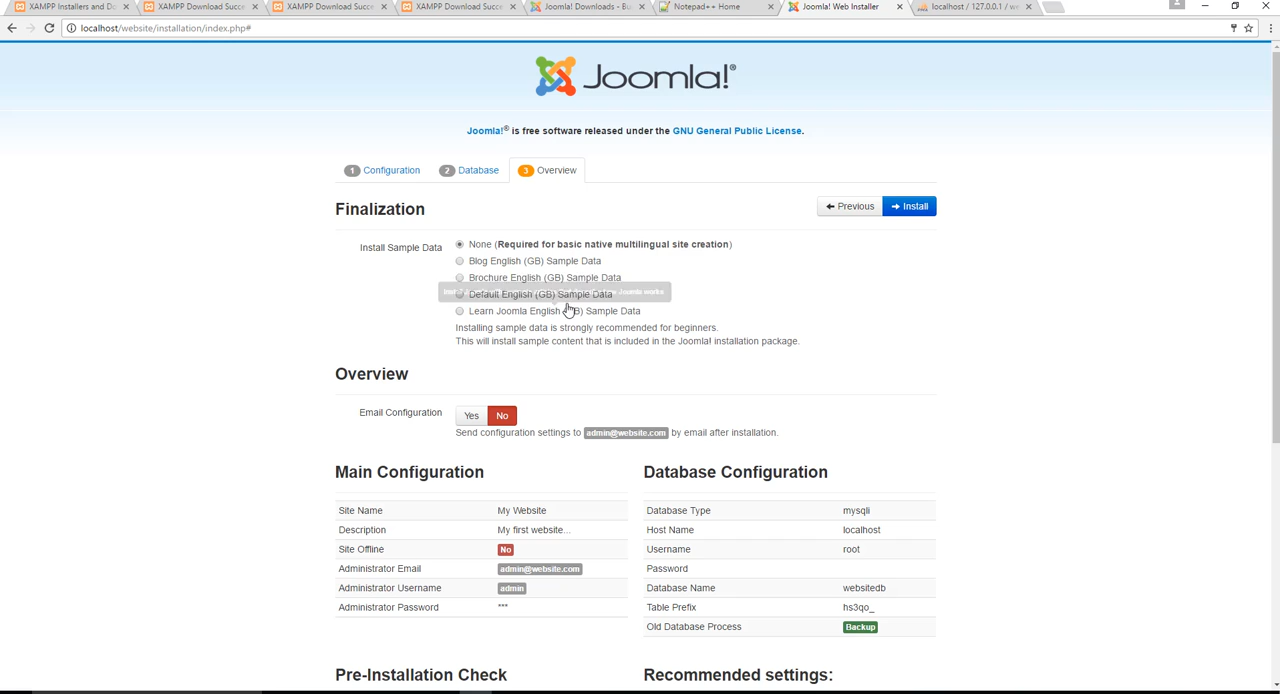 XAMPP Installers and Do
XAMPP Download Succe
XAMPP Download Succe
XAMPP Download Succe
Joomla! Downloads - Bu
Notepad++ Home
Joomla! Web Installer
localhost / 127.0.0.1 / we
localhost/website/installation/index.php#
Joomla!®
Joomla!® is free software released under the GNU General Public License.
1 Configuration
2 Database
3 Overview
Finalization
Previous
Install
Install Sample Data
None (Required for basic native multilingual site creation)
Blog English (GB) Sample Data
Brochure English (GB) Sample Data
Default English (GB) Sample Data
Joomla works
Learn Joomla English (GB) Sample Data
Installing sample data is strongly recommended for beginners.
This will install sample content that is included in the Joomla! installation package.
Overview
Email Configuration
Yes No
Send configuration settings to admin@website.com by email after installation.
Main Configuration
Site Name My Website
Description My first website...
Site Offline No
Administrator Email admin@website.com
Administrator Username admin
Administrator Password ***
Database Configuration
Database Type mysqli
Host Name localhost
Username root
Password
Database Name websitedb
Table Prefix hs3qo_
Old Database Process Backup
Pre-Installation Check
Recommended settings: